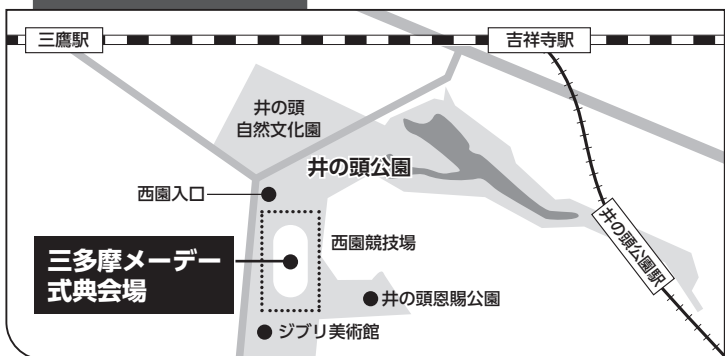 三鷹駅
吉祥寺駅
井の頭
自然文化園
井の頭公園
西園入口
井の頭公園駅
西園競技場
三多摩メーデー
式典会場
井の頭恩賜公園
ジブリ美術館